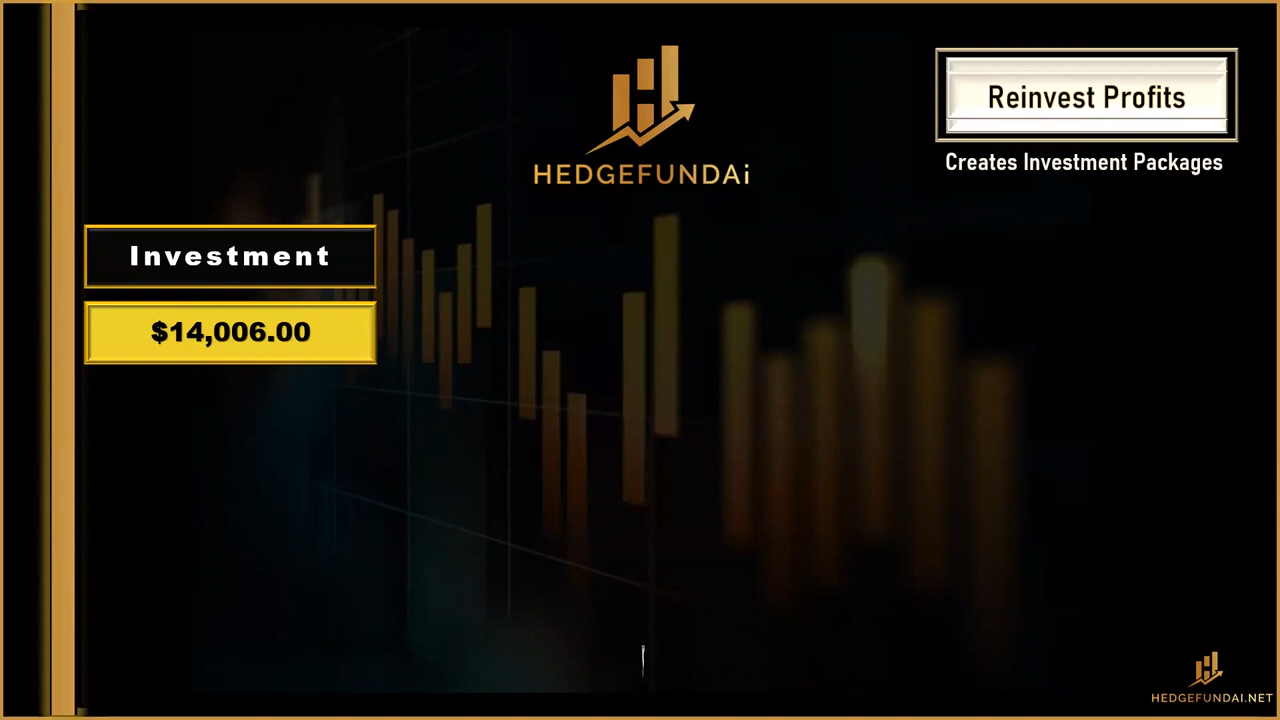 HEDGEFUNDAi
Reinvest Profits
Creates Investment Packages
Investment
$14,006.00
HEDGEFUNDAI.NET